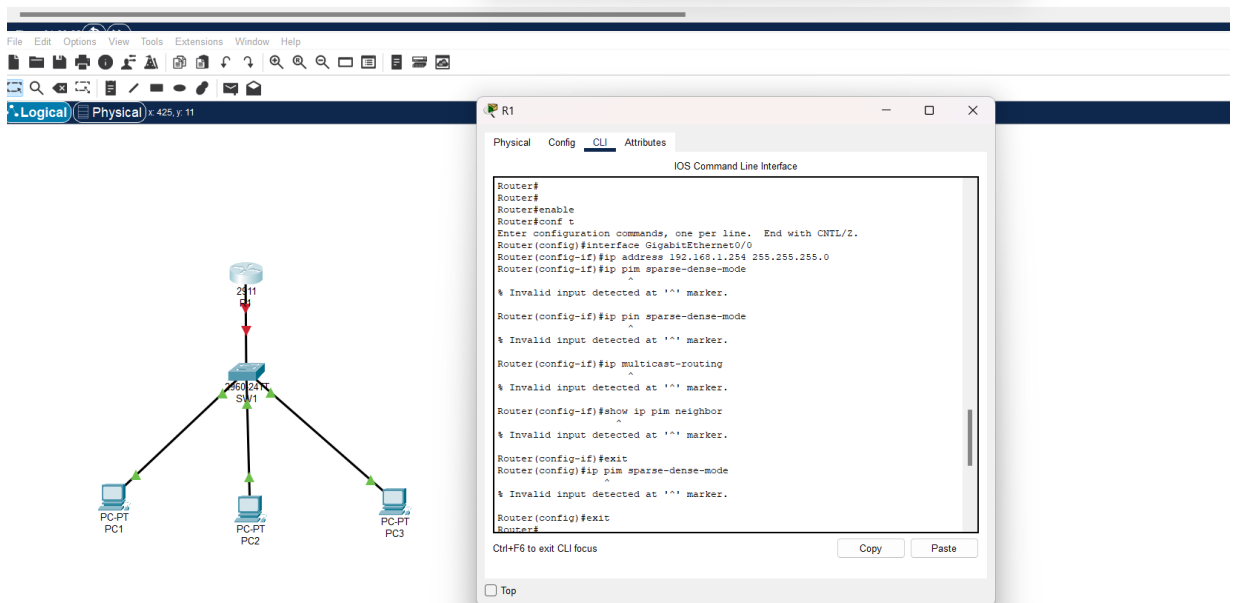 File Edit Options View Tools Extensions Window Help
Logical Physical x: 425, y: 11
R1
Physical Config CLI Attributes
IOS Command Line Interface
Router#
Router#
Router#enable
Router#conf t
Enter configuration commands, one per line. End with CNTL/Z.
Router(config)#interface GigabitEthernet0/0
Router(config-if)#ip address 192.168.1.254 255.255.255.0
Router(config-if)#ip pim sparse-dense-mode
^
% Invalid input detected at '^' marker.
Router(config-if)#ip pin sparse-dense-mode
^
% Invalid input detected at '^' marker.
Router(config-if)#ip multicast-routing
^
% Invalid input detected at '^' marker.
Router(config-if)#show ip pim neighbor
^
% Invalid input detected at '^' marker.
Router(config-if)#exit
Router(config)#ip pim sparse-dense-mode
^
% Invalid input detected at '^' marker.
Router(config)#exit
Router#
Ctrl+F6 to exit CLI focus
Copy Paste
Top
2911
R1
2960-24TT
SW1
PC-PT
PC1
PC-PT
PC2
PC-PT
PC3